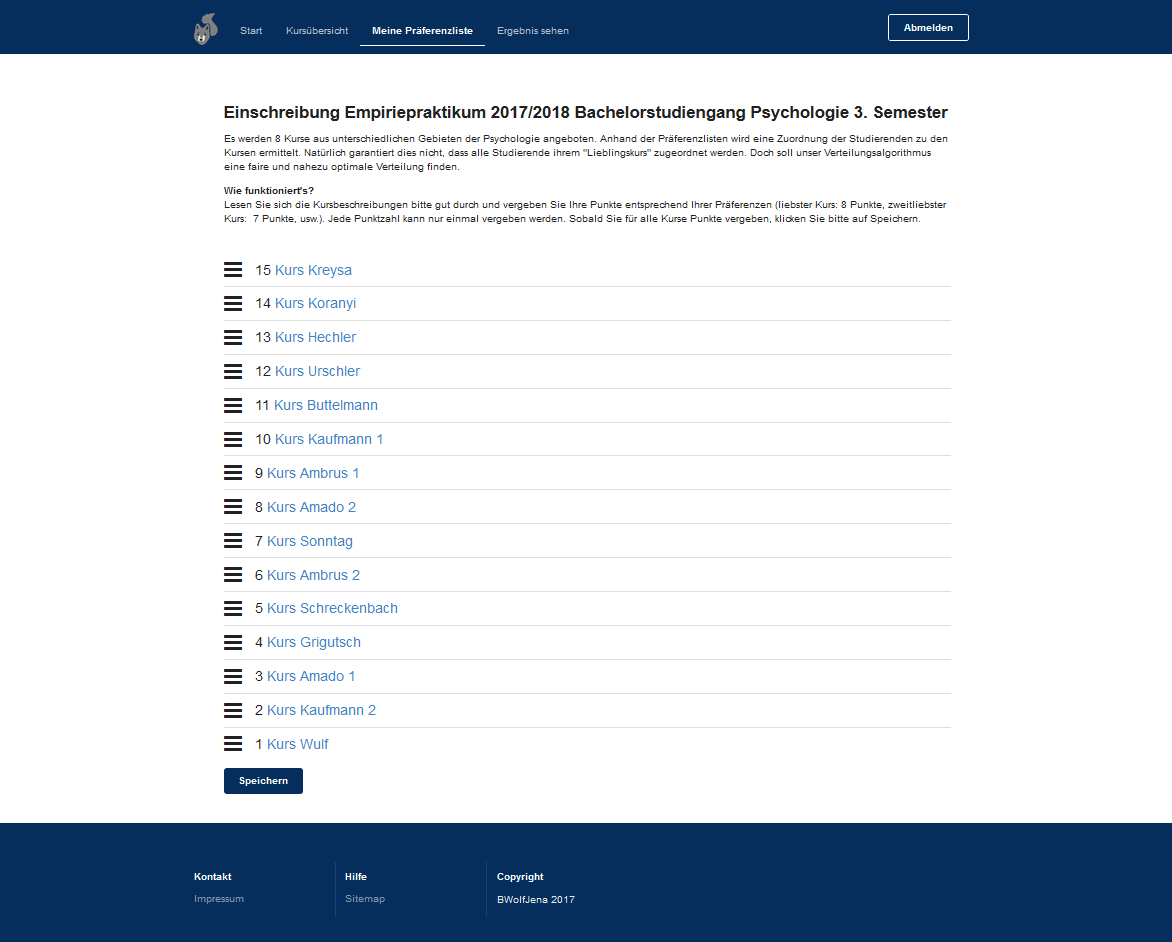 Start Kursübersicht Meine Präferenzliste Ergebnis sehen Abmelden
Einschreibung Empiriepraktikum 2017/2018 Bachelorstudiengang Psychologie 3. Semester
Es werden 8 Kurse aus unterschiedlichen Gebieten der Psychologie angeboten. Anhand der Präferenzlisten wird eine Zuordnung der Studierenden zu den
Kursen ermittelt. Natürlich garantiert dies nicht, dass alle Studierende ihrem "Lieblingskurs" zugeordnet werden. Doch soll unser Verteilungsalgorithmus
eine faire und nahezu optimale Verteilung finden.
Wie funktioniert's?
Lesen Sie sich die Kursbeschreibungen bitte gut durch und vergeben Sie Ihre Punkte entsprechend Ihrer Präferenzen (liebster Kurs: 8 Punkte, zweitliebster
Kurs: 7 Punkte, usw.). Jede Punktzahl kann nur einmal vergeben werden. Sobald Sie für alle Kurse Punkte vergeben, klicken Sie bitte auf Speichern.
15 Kurs Kreysa
14 Kurs Koranyi
13 Kurs Hechler
12 Kurs Urschler
11 Kurs Buttelmann
10 Kurs Kaufmann 1
9 Kurs Ambrus 1
8 Kurs Amado 2
7 Kurs Sonntag
6 Kurs Ambrus 2
5 Kurs Schreckenbach
4 Kurs Grigutsch
3 Kurs Amado 1
2 Kurs Kaufmann 2
1 Kurs Wulf
Speichern
Kontakt Hilfe Copyright
Impressum Sitemap BWolfJena 2017